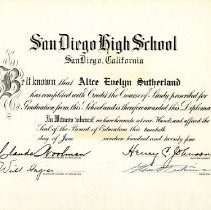 San Diego High School
San Diego, California
Be it known that Alice Evelyn Sutherland
has completed with Credit the Course of Study prescribed for
Graduation from this School and is therefore awarded this Diploma
In Witness whereof we have hereunto set our Hands and affixed the
Seal of the Board of Education this twelfth
day of June nineteen hundred and twenty four